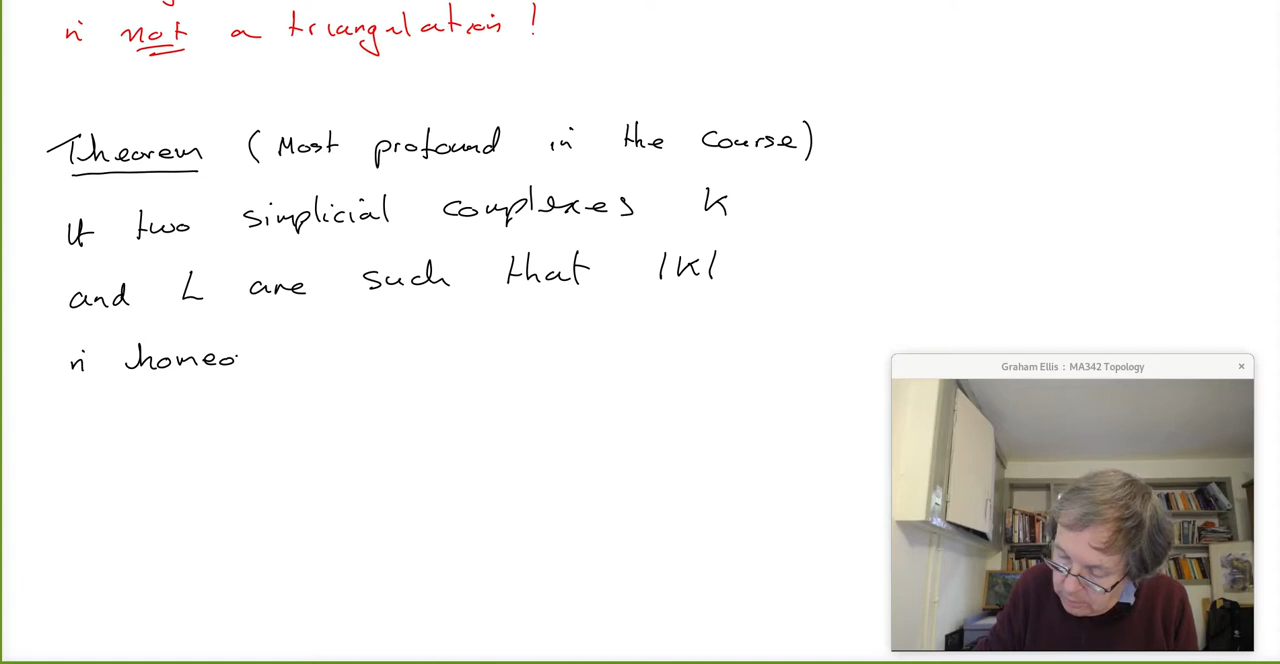 is not a triangulation!
Theorem (Most profound in the course)
If two simplicial complexes K
and L are such that |K|
is homeo
Graham Ellis : MA342 Topology